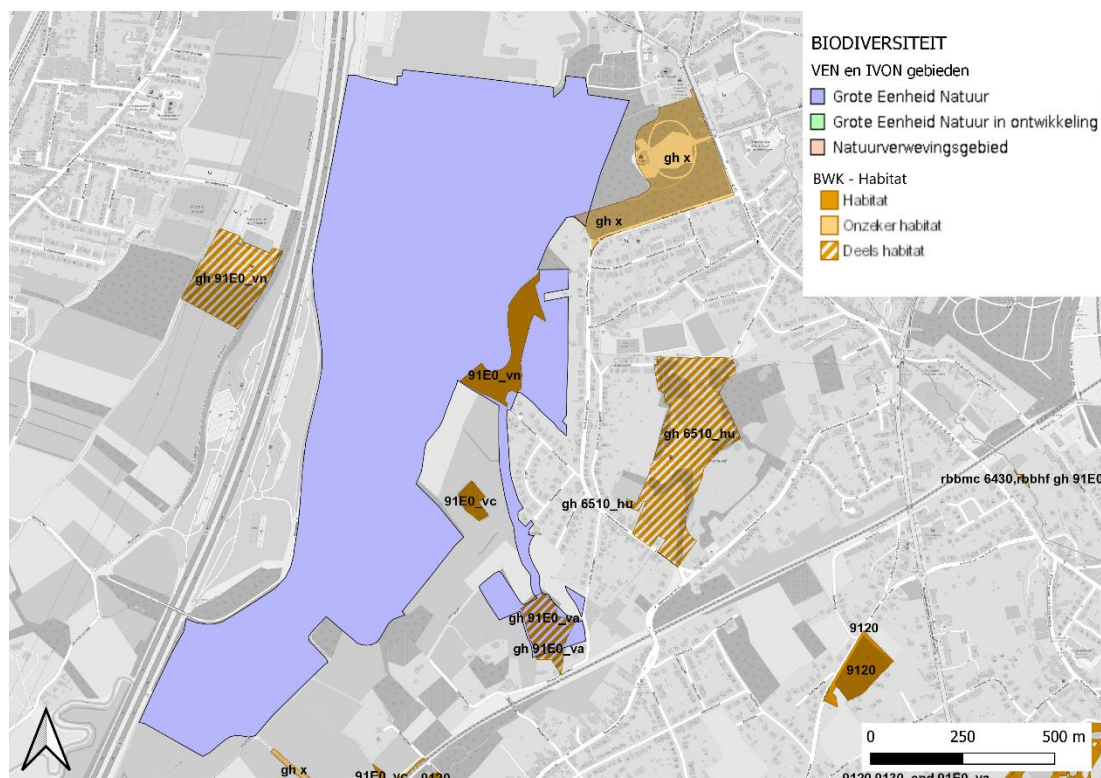 BIODIVERSITEIT
VEN en IVON gebieden
Grote Eenheid Natuur
Grote Eenheid Natuur in ontwikkeling
Natuurverwevingsgebied
BWK - Habitat
Habitat
Onzeker habitat
Deels habitat
gh x
gh x
gh 91E0_vn
91E0_vn
gh 6510_hu
91E0_vc
gh 6510_hu
rbbmc 6430,rbbhf gh 91E0
gh 91E0_va
gh 91E0_va
9120
9120
0 250 500 m
gh x
91E0_vc
9120